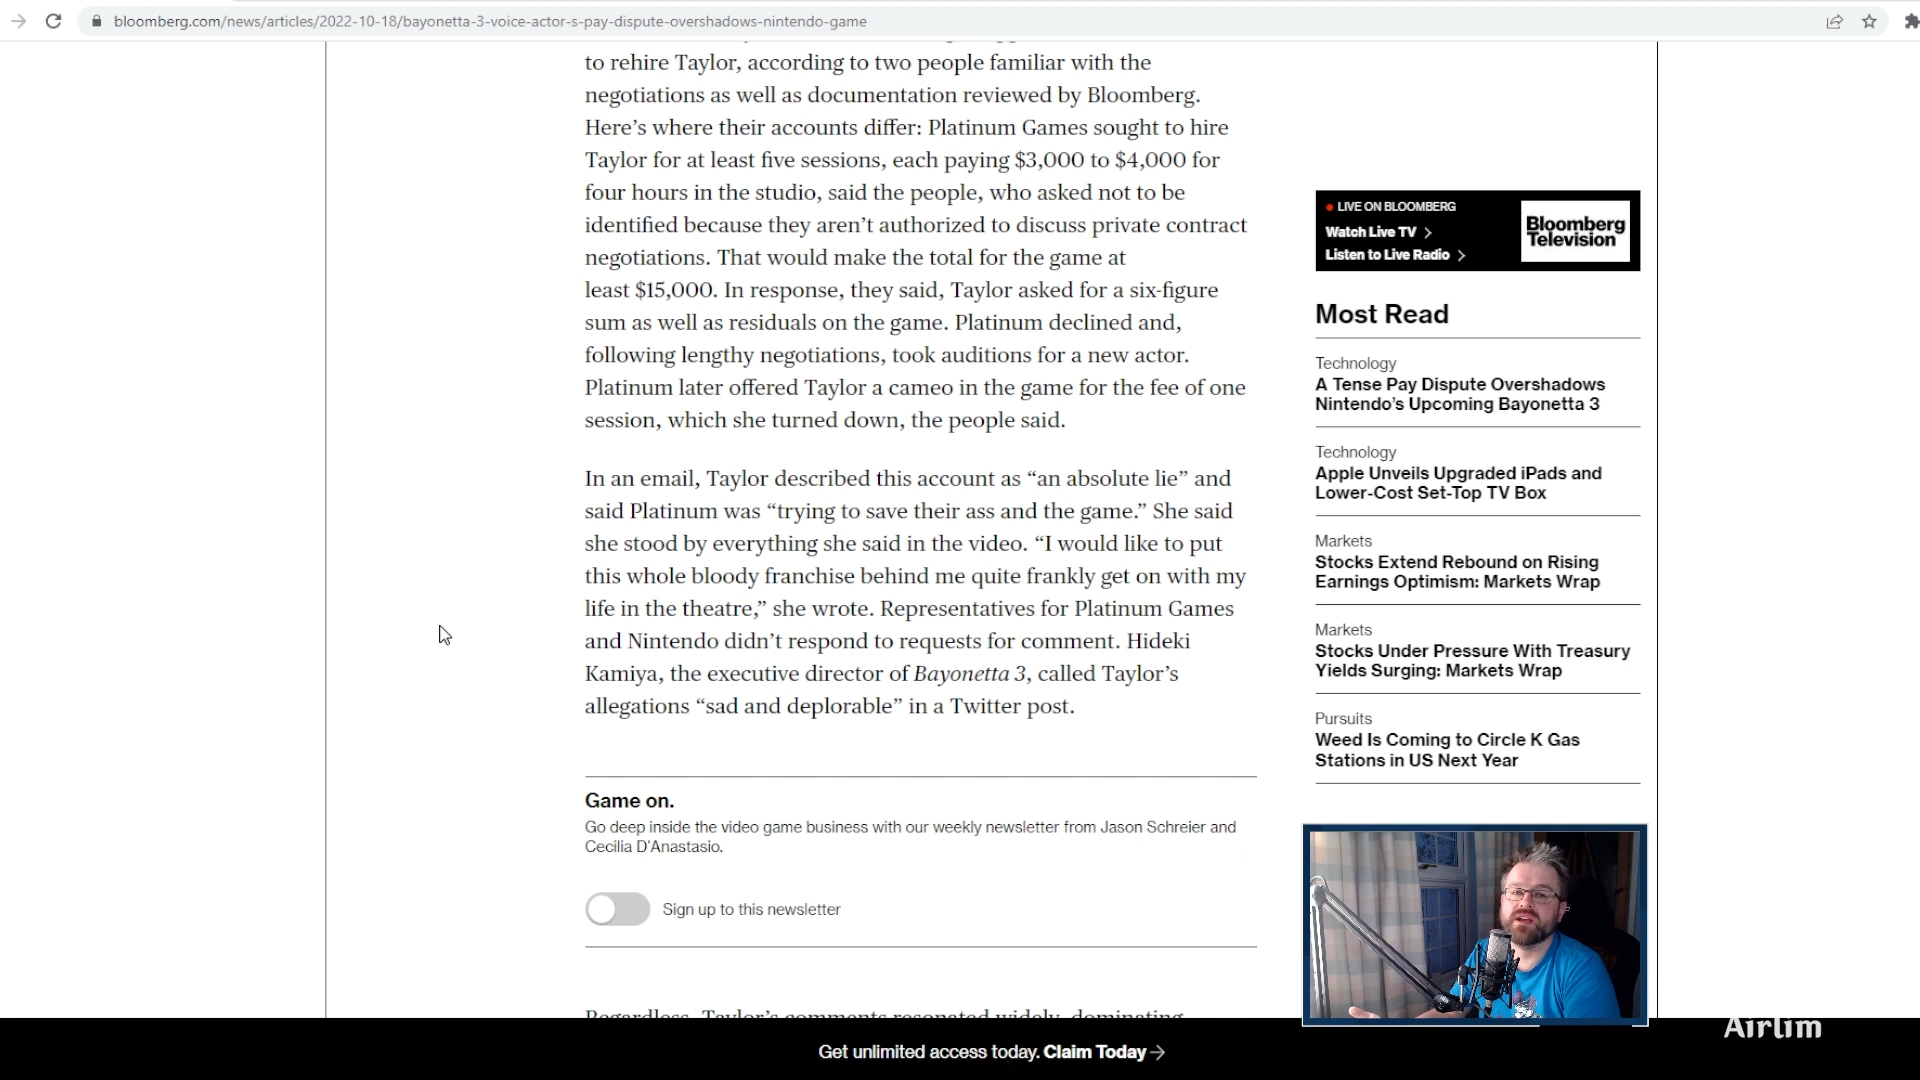 bloomberg.com/news/articles/2022-10-18/bayonetta-3-voice-actor-s-pay-dispute-overshadows-nintendo-game
to rehire Taylor, according to two people familiar with the
negotiations as well as documentation reviewed by Bloomberg.
Here’s where their accounts differ: Platinum Games sought to hire
Taylor for at least five sessions, each paying $3,000 to $4,000 for
four hours in the studio, said the people, who asked not to be
identified because they aren’t authorized to discuss private contract
negotiations. That would make the total for the game at
least $15,000. In response, they said, Taylor asked for a six-figure
sum as well as residuals on the game. Platinum declined and,
following lengthy negotiations, took auditions for a new actor.
Platinum later offered Taylor a cameo in the game for the fee of one
session, which she turned down, the people said.
In an email, Taylor described this account as “an absolute lie” and
said Platinum was “trying to save their ass and the game.” She said
she stood by everything she said in the video. “I would like to put
this whole bloody franchise behind me quite frankly get on with my
life in the theatre,” she wrote. Representatives for Platinum Games
and Nintendo didn’t respond to requests for comment. Hideki
Kamiya, the executive director of Bayonetta 3, called Taylor’s
allegations “sad and deplorable” in a Twitter post.
Game on.
Go deep inside the video game business with our weekly newsletter from Jason Schreier and
Cecilia D’Anastasio.
Sign up to this newsletter
Regardless, Taylor’s comments resonated widely, dominating
LIVE ON BLOOMBERG
Watch Live TV
Listen to Live Radio
Bloomberg
Television
Most Read
Technology
A Tense Pay Dispute Overshadows
Nintendo’s Upcoming Bayonetta 3
Technology
Apple Unveils Upgraded iPads and
Lower-Cost Set-Top TV Box
Markets
Stocks Extend Rebound on Rising
Earnings Optimism: Markets Wrap
Markets
Stocks Under Pressure With Treasury
Yields Surging: Markets Wrap
Pursuits
Weed Is Coming to Circle K Gas
Stations in US Next Year
Airlim
Get unlimited access today. Claim Today